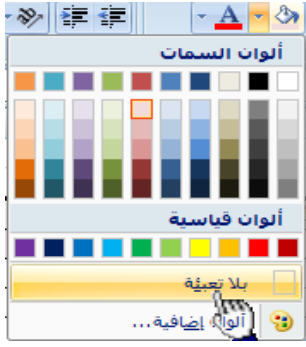 ألوان السمات
ألوان قياسية
بلا تعبئة
ألوان إضافية...